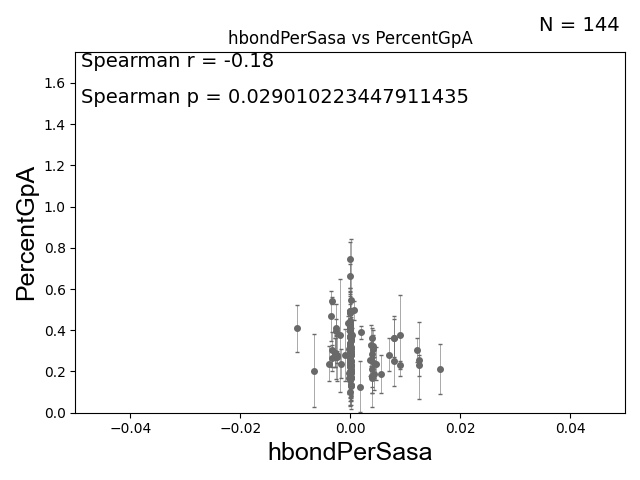 N = 144
hbondPerSasa vs PercentGpA
Spearman r = -0.18
Spearman p = 0.029010223447911435
PercentGpA
1.6
1.4
1.2
1.0
0.8
0.6
0.4
0.2
0.0
−0.04 −0.02 0.00 0.02 0.04
hbondPerSasa